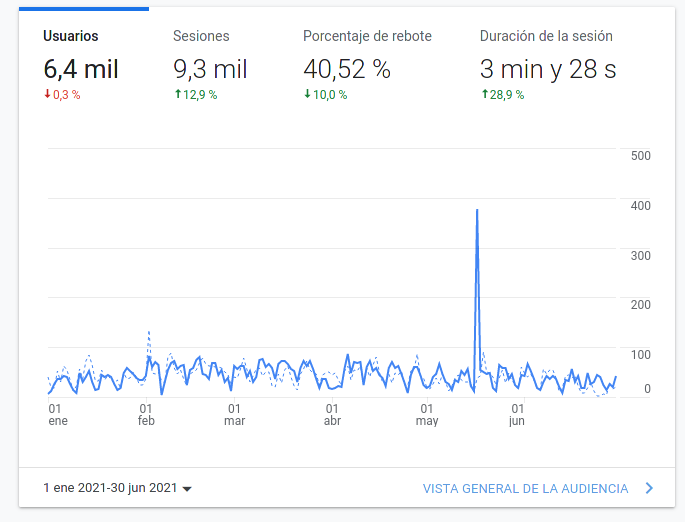 Usuarios Sesiones Porcentaje de rebote Duración de la sesión
6,4 mil 9,3 mil 40,52 % 3 min y 28 s
↓0,3 % ↑12,9 % ↓10,0 % ↑28,9 %
500
400
300
200
100
0
01 01 01 01 01 01
ene feb mar abr may jun
1 ene 2021-30 jun 2021 VISTA GENERAL DE LA AUDIENCIA